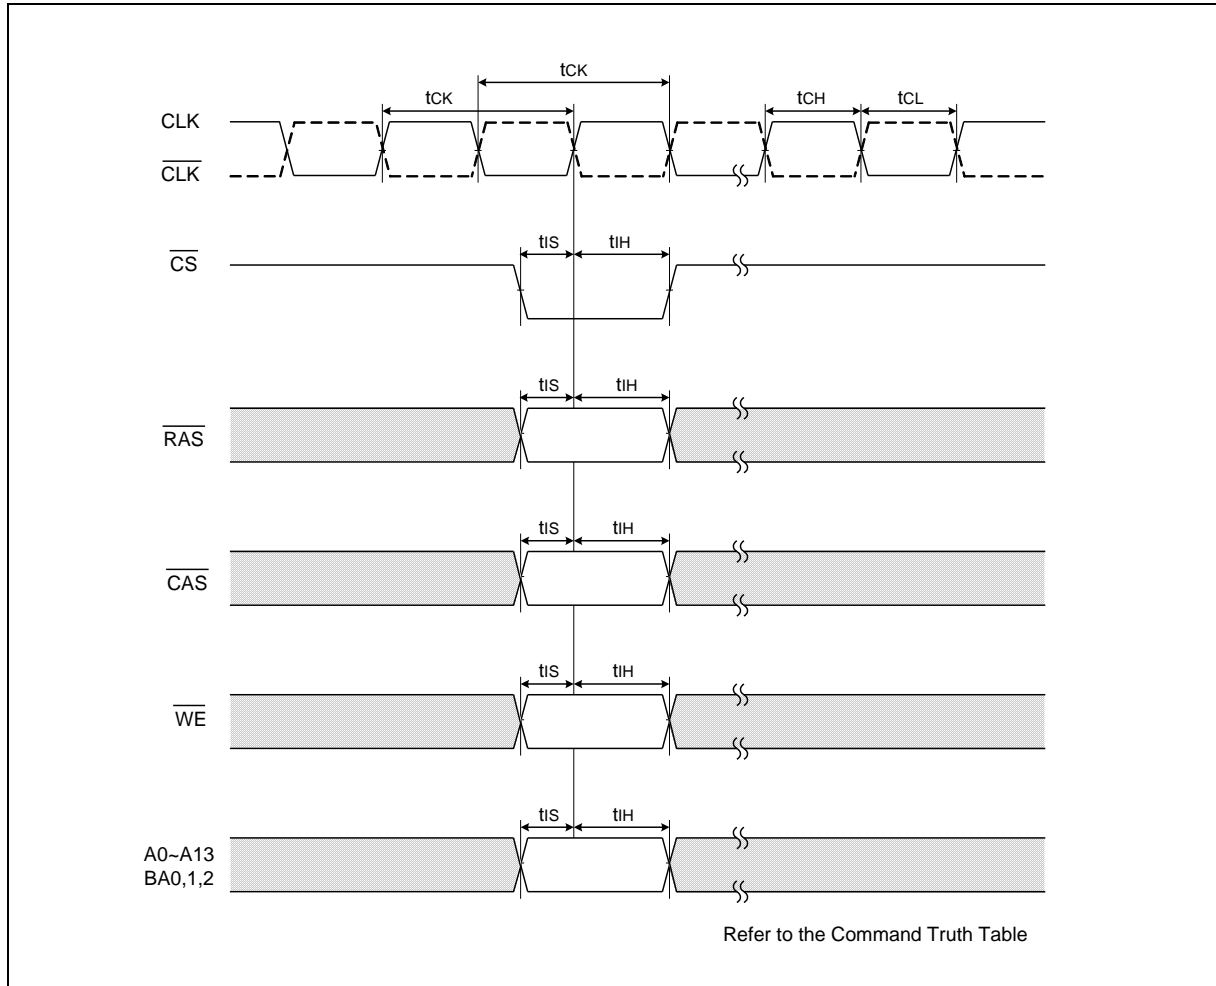 tCK
tCK
tCH
tCL
CLK
CLK
tIS
tIH
CS
tIS
tIH
RAS
tIS
tIH
CAS
tIS
tIH
WE
tIS
tIH
A0~A13
BA0,1,2
Refer to the Command Truth Table